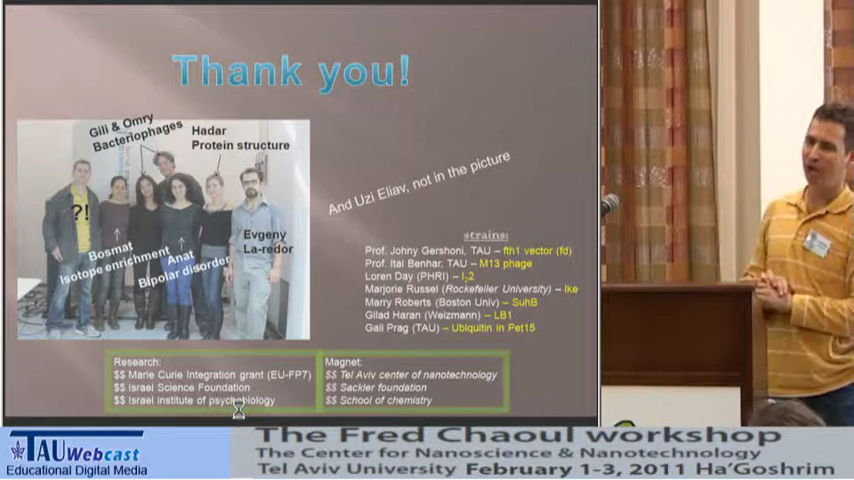 Thank you!
Gili & Omry
Bacteriophages
Hadar
Protein structure
?!
And Uzi Eliav, not in the picture
Bosmat
Isotope enrichment
Anat
Bipolar disorder
Evgeny
La-redor
strains:
Prof. Johny Gershoni, TAU – fth1 vector (fd)
Prof. Itai Benhar, TAU – M13 phage
Loren Day (PHRI) – I₂2
Marjorie Russel (Rockefeller University) – Ike
Marry Roberts (Boston Univ) – SuhB
Gilad Haran (Weizmann) – LB1
Gali Prag (TAU) – Ubiquitin in Pet15
Research:
$$ Marie Curie Integration grant (EU-FP7)
$$ Israel Science Foundation
$$ Israel institute of psychobiology
Magnet:
$$ Tel Aviv center of nanotechnology
$$ Sackler foundation
$$ School of chemistry
TAU Webcast
Educational Digital Media
The Fred Chaoul workshop
The Center for Nanoscience & Nanotechnology
Tel Aviv University February 1-3, 2011 Ha'Goshrim